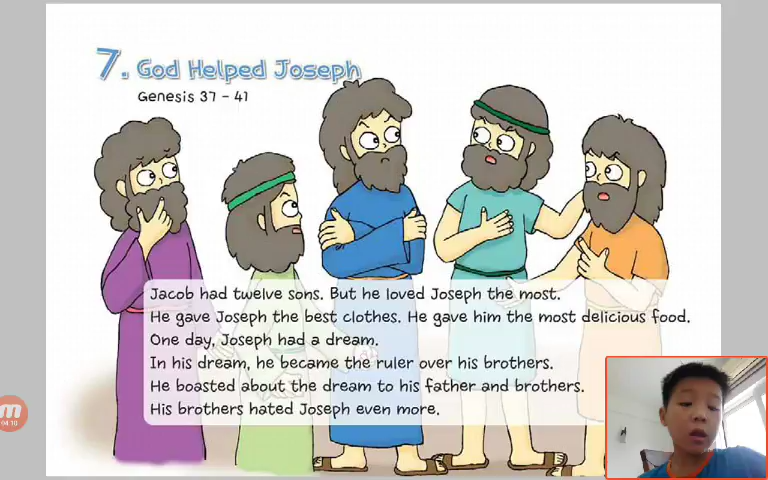 7. God Helped Joseph
Genesis 37 - 41
Jacob had twelve sons. But he loved Joseph the most.
He gave Joseph the best clothes. He gave him the most delicious food.
One day, Joseph had a dream.
In his dream, he became the ruler over his brothers.
He boasted about the dream to his father and brothers.
His brothers hated Joseph even more.
m
04:10